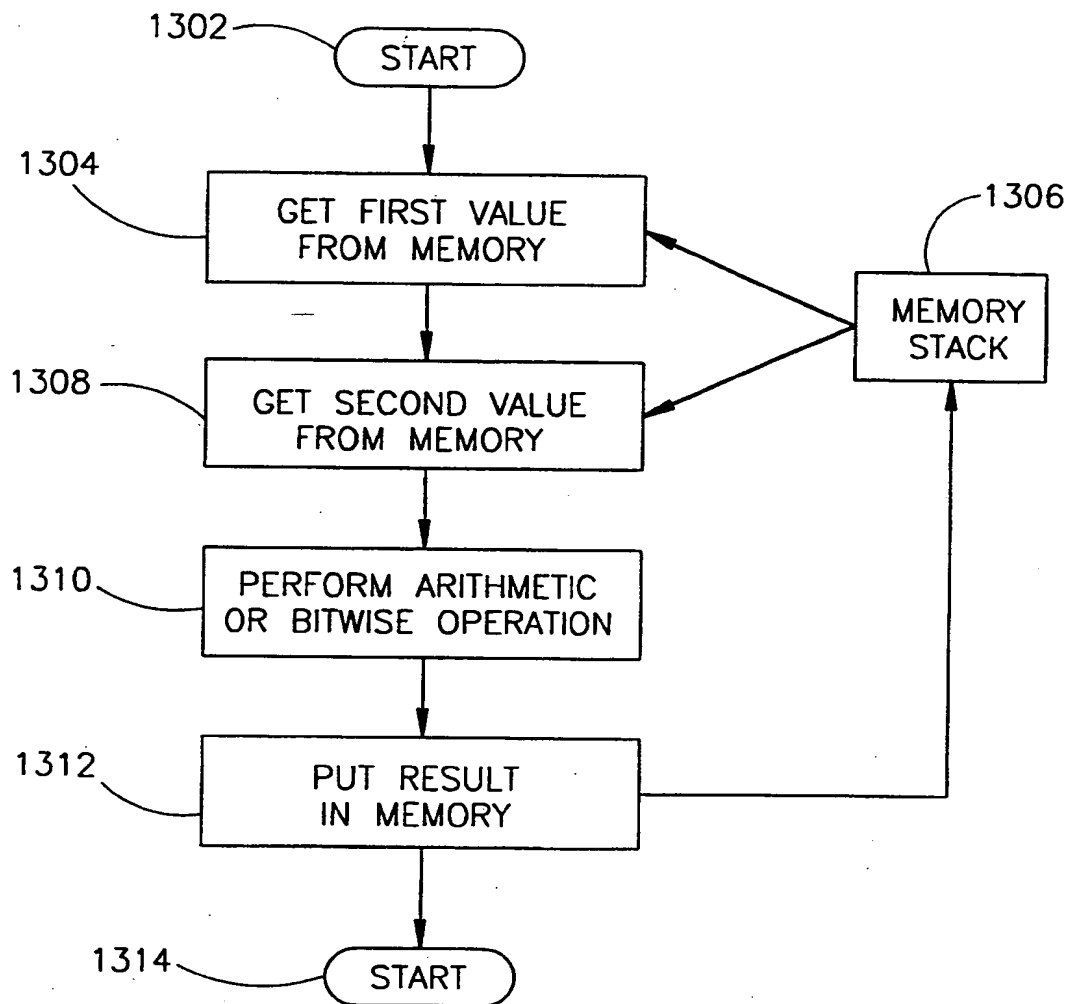 1302
START
1304
GET FIRST VALUE
FROM MEMORY
1306
MEMORY
STACK
1308
GET SECOND VALUE
FROM MEMORY
1310
PERFORM ARITHMETIC
OR BITWISE OPERATION
1312
PUT RESULT
IN MEMORY
1314
START